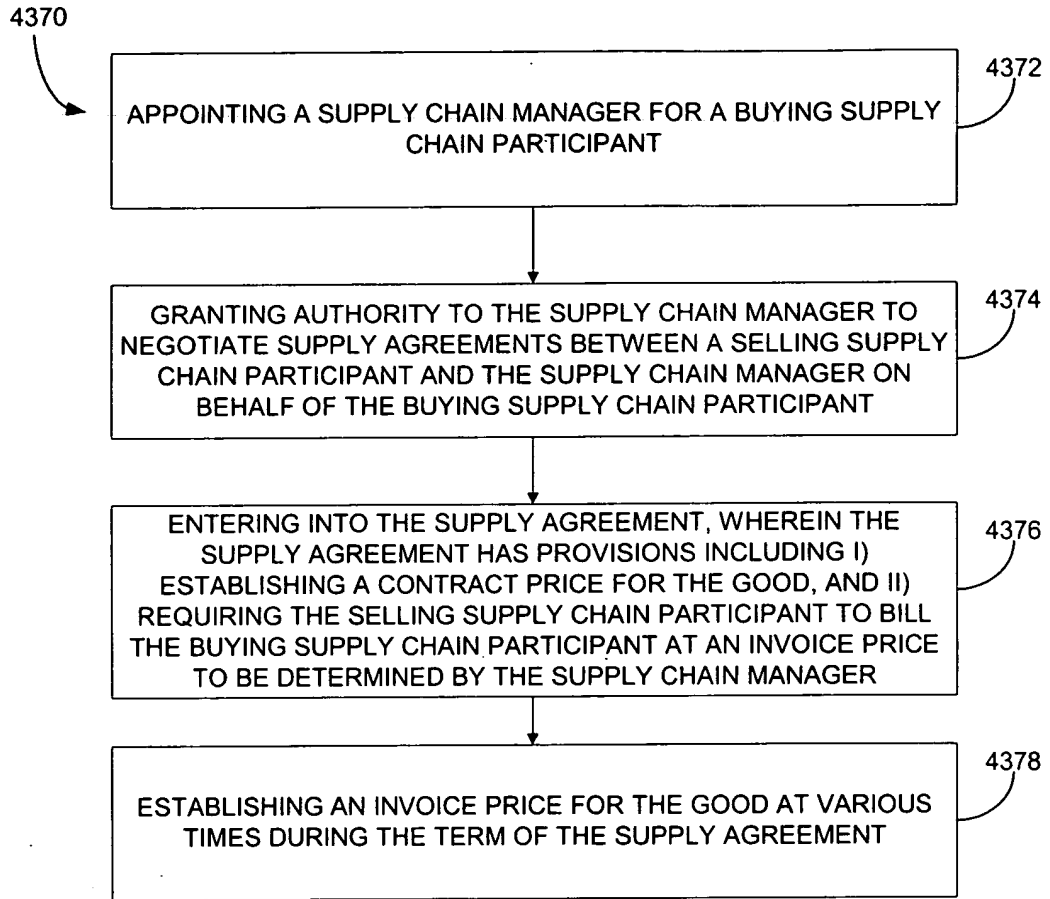 4370
4372
APPOINTING A SUPPLY CHAIN MANAGER FOR A BUYING SUPPLY
CHAIN PARTICIPANT
4374
GRANTING AUTHORITY TO THE SUPPLY CHAIN MANAGER TO
NEGOTIATE SUPPLY AGREEMENTS BETWEEN A SELLING SUPPLY
CHAIN PARTICIPANT AND THE SUPPLY CHAIN MANAGER ON
BEHALF OF THE BUYING SUPPLY CHAIN PARTICIPANT
4376
ENTERING INTO THE SUPPLY AGREEMENT, WHEREIN THE
SUPPLY AGREEMENT HAS PROVISIONS INCLUDING I)
ESTABLISHING A CONTRACT PRICE FOR THE GOOD, AND II)
REQUIRING THE SELLING SUPPLY CHAIN PARTICIPANT TO BILL
THE BUYING SUPPLY CHAIN PARTICIPANT AT AN INVOICE PRICE
TO BE DETERMINED BY THE SUPPLY CHAIN MANAGER
4378
ESTABLISHING AN INVOICE PRICE FOR THE GOOD AT VARIOUS
TIMES DURING THE TERM OF THE SUPPLY AGREEMENT